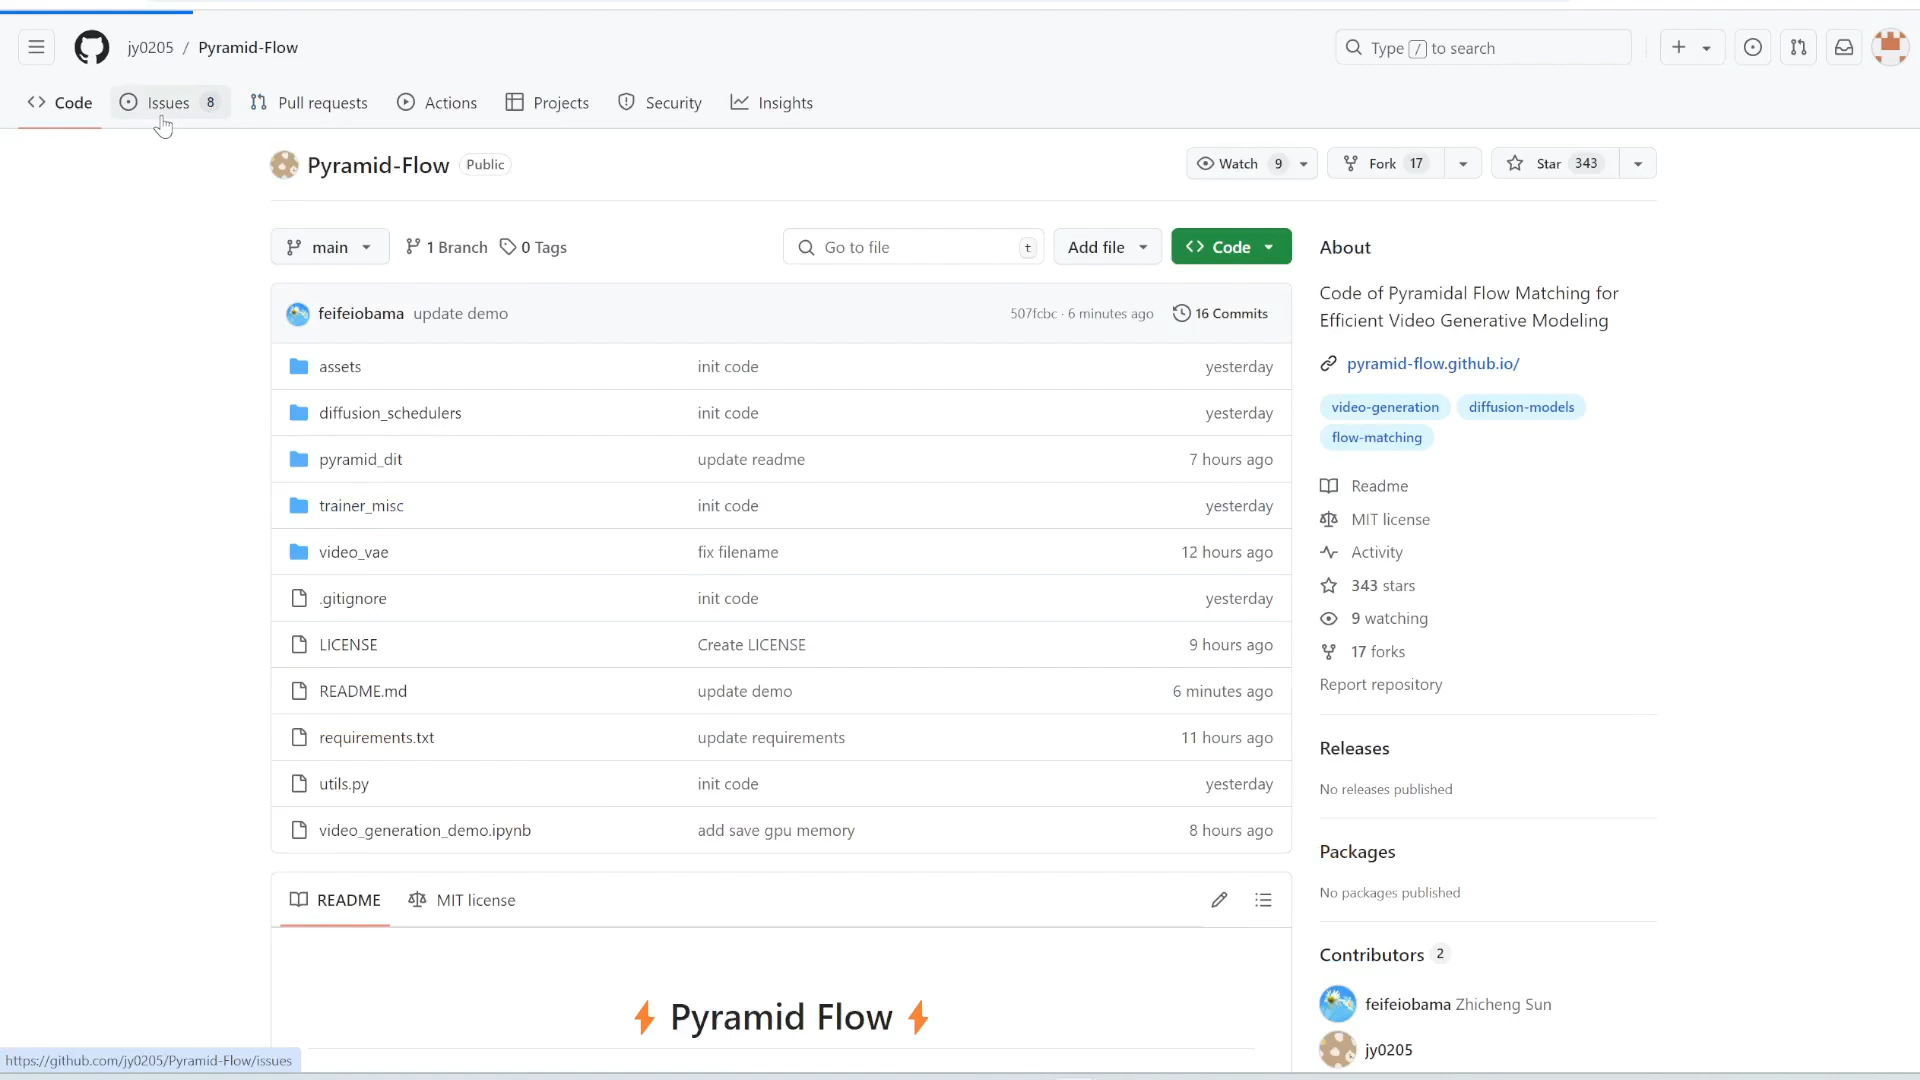 jy0205 / Pyramid-Flow
Type / to search
Code
Issues 8
Pull requests
Actions
Projects
Security
Insights
Pyramid-Flow Public
Watch 9
Fork 17
Star 343
main
1 Branch
0 Tags
Go to file t
Add file
Code
feifeiobama update demo 507fcbc · 6 minutes ago 16 Commits
assets init code yesterday
diffusion_schedulers init code yesterday
pyramid_dit update readme 7 hours ago
trainer_misc init code yesterday
video_vae fix filename 12 hours ago
.gitignore init code yesterday
LICENSE Create LICENSE 9 hours ago
README.md update demo 6 minutes ago
requirements.txt update requirements 11 hours ago
utils.py init code yesterday
video_generation_demo.ipynb add save gpu memory 8 hours ago
README MIT license
Pyramid Flow
About
Code of Pyramidal Flow Matching for
Efficient Video Generative Modeling
pyramid-flow.github.io/
video-generation diffusion-models
flow-matching
Readme
MIT license
Activity
343 stars
9 watching
17 forks
Report repository
Releases
No releases published
Packages
No packages published
Contributors 2
feifeiobama Zhicheng Sun
jy0205
https://github.com/jy0205/Pyramid-Flow/issues